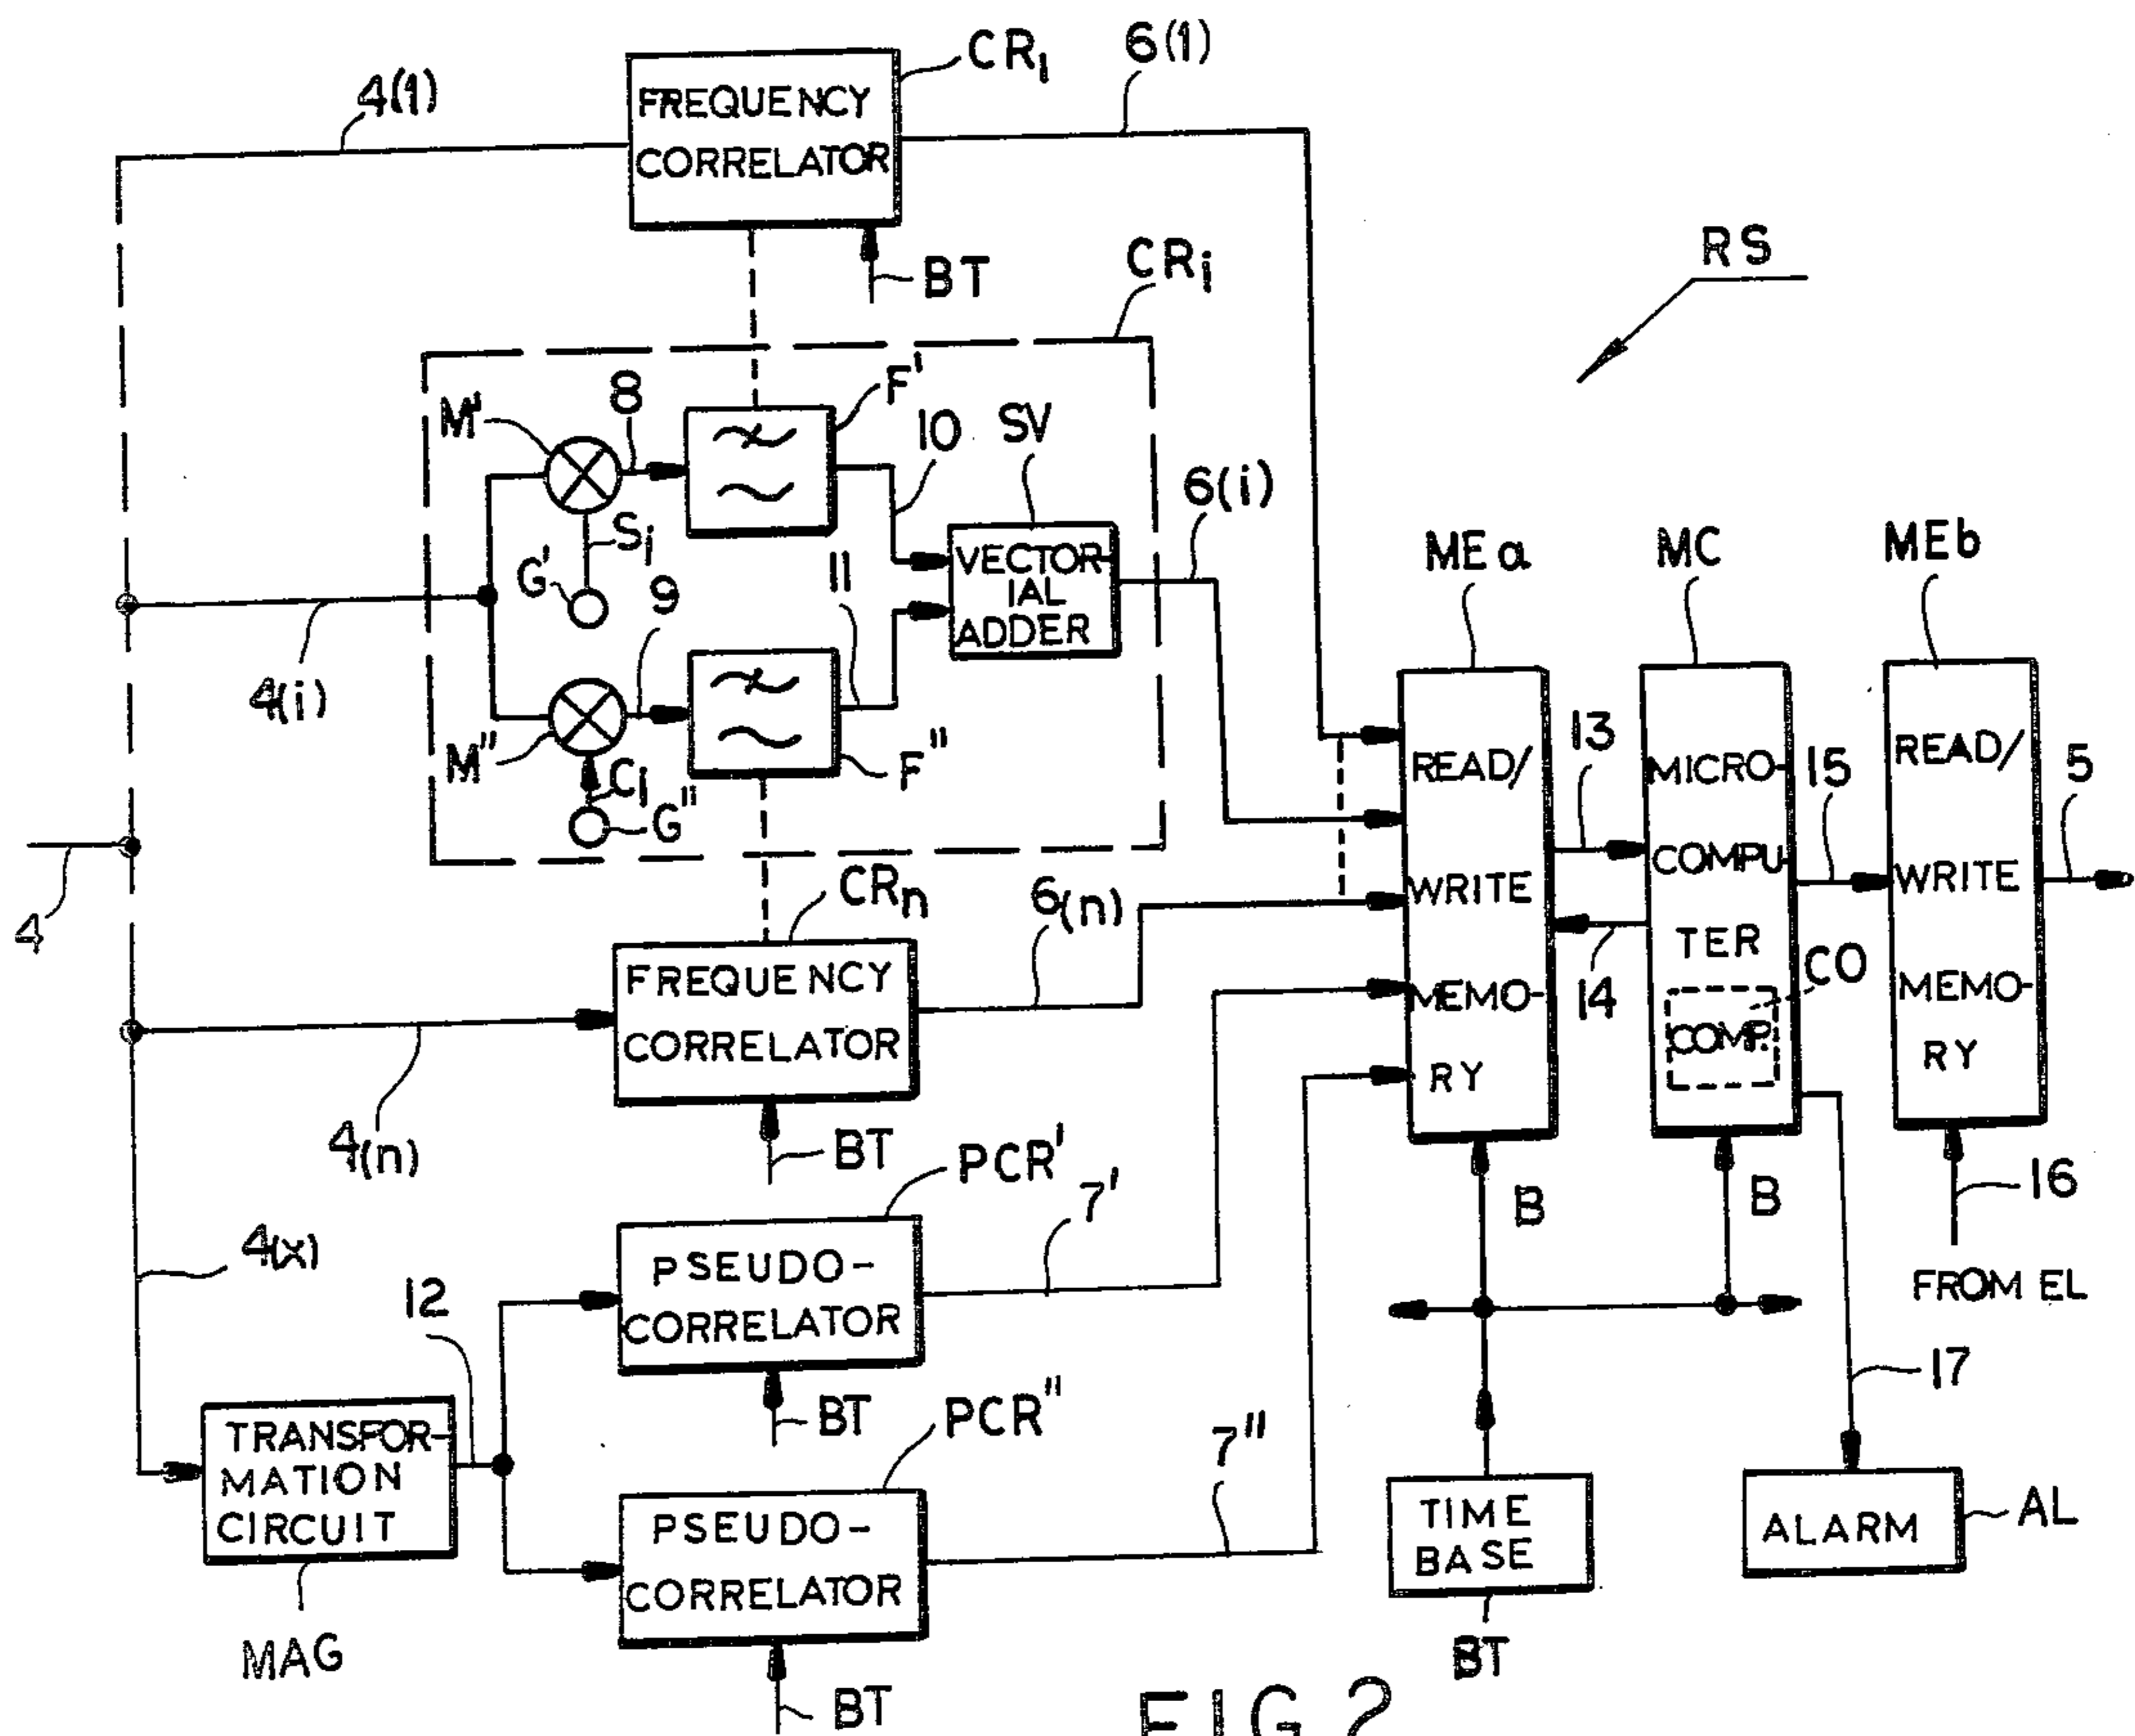 4(1)
FREQUENCY
CORRELATOR
CR1
6(1)
BT
CRi
RS
M'
8
F'
10
SV
Si
G'
9
11
VECTOR-
IAL
ADDER
6(i)
4(i)
M"
Ci
G"
F"
4
MEa
READ/
WRITE
MEMO-
RY
MC
MICRO-
COMPU
TER
COMP.
CO
MEb
READ/
WRITE
MEMO-
RY
13
14
15
5
CRn
FREQUENCY
CORRELATOR
6(n)
4(n)
BT
PCR'
PSEUDO-
CORRELATOR
7'
BT
4(x)
12
TRANSFOR-
MATION
CIRCUIT
MAG
PCR"
PSEUDO-
CORRELATOR
7"
BT
B
B
16
FROM EL
17
TIME
BASE
BT
ALARM
AL
FIG. 2